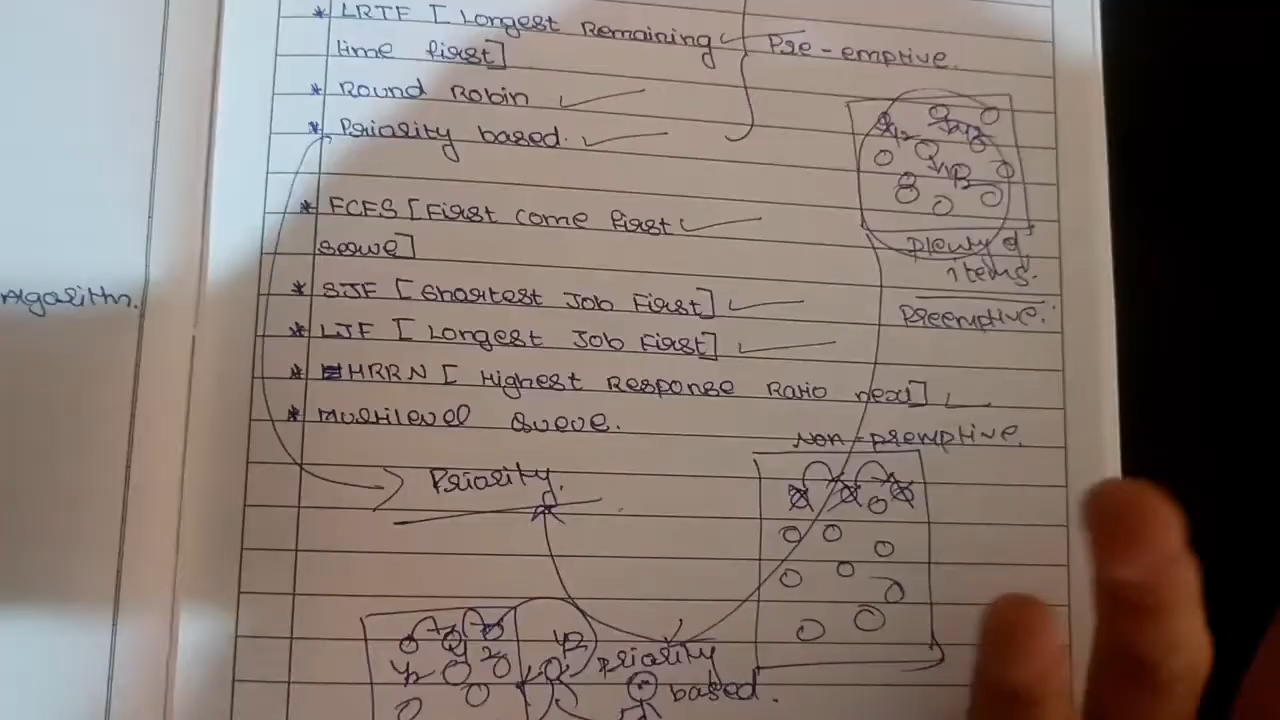 * LRTF [Longest Remaining
time first]
Pre-emptive.
* Round Robin
* Priority based.
* FCFS [First come first
serve]
Plenty of
items.
Preemptive.
Algorithm.
* SJF [Shortest Job First]
* LJF [Longest Job First]
* HRRN [Highest Response Ratio next]
* Multilevel Queue.
Non-premptive.
Priority.
Priority
based.